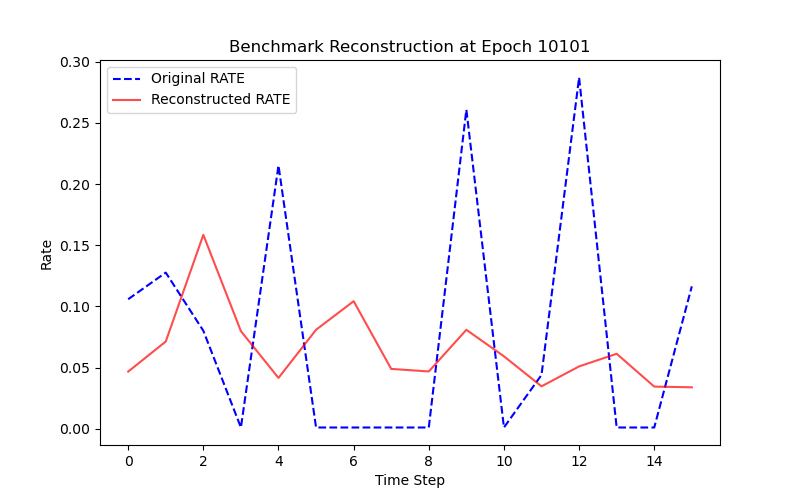 Benchmark Reconstruction at Epoch 10101
Original RATE
Reconstructed RATE
0.30
0.25
0.20
0.15
0.10
0.05
0.00
Rate
0 2 4 6 8 10 12 14
Time Step